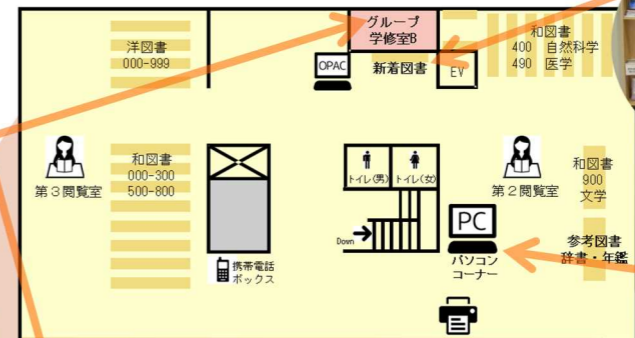 グループ
学修室B
洋図書
000-999
OPAC
新着図書
EV
和図書
400 自然科学
490 医学
第３閲覧室
和図書
000-300
500-800
トイレ(男)
トイレ(女)
Down
携帯電話
ボックス
第２閲覧室
PC
パソコン
コーナー
和図書
900
文学
参考図書
辞書・年鑑